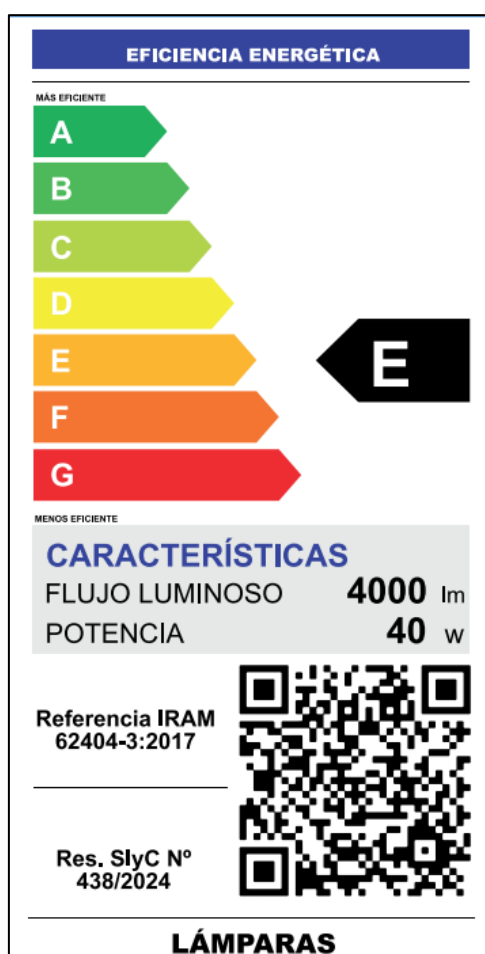 EFICIENCIA ENERGÉTICA
MÁS EFICIENTE
A
B
C
D
E
E
F
G
MENOS EFICIENTE
CARACTERÍSTICAS
FLUJO LUMINOSO 4000 lm
POTENCIA 40 w
Referencia IRAM
62404-3:2017
Res. SIyC Nº
438/2024
LÁMPARAS